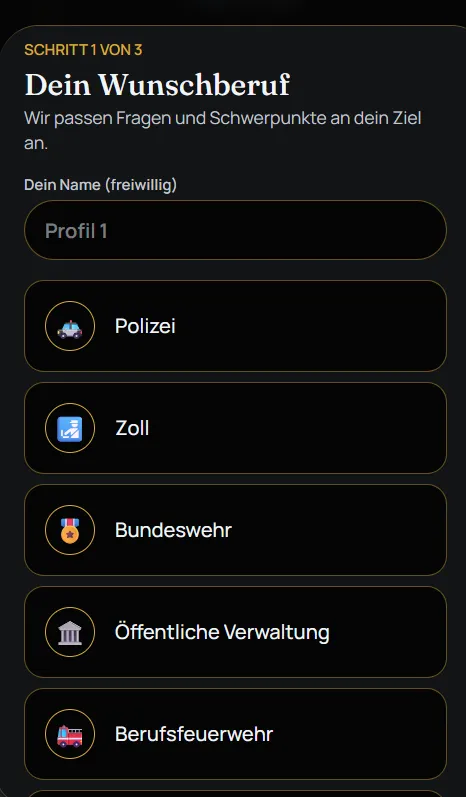 SCHRITT 1 VON 3
Dein Wunschberuf
Wir passen Fragen und Schwerpunkte an dein Ziel
an.
Dein Name (freiwillig)
Profil 1
Polizei
Zoll
Bundeswehr
Öffentliche Verwaltung
Berufsfeuerwehr